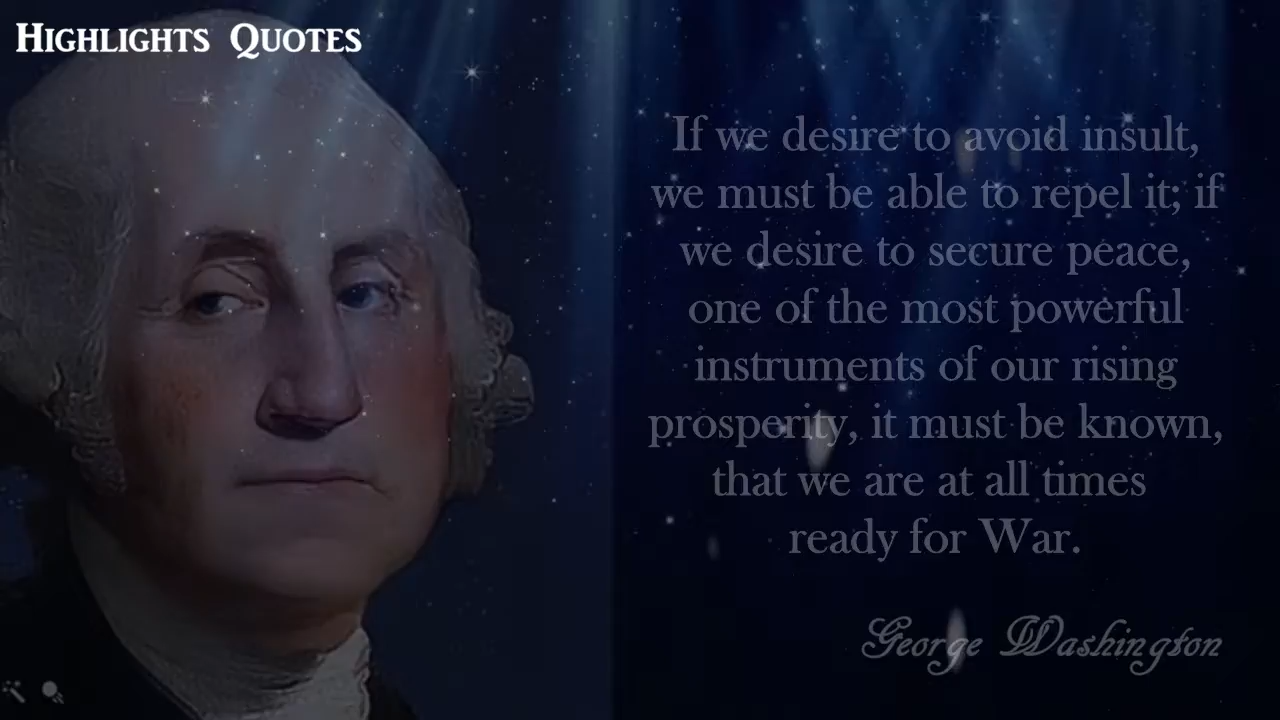 Highlights Quotes
If we desire to avoid insult,
we must be able to repel it; if
we desire to secure peace,
one of the most powerful
instruments of our rising
prosperity, it must be known,
that we are at all times
ready for War.
George Washington